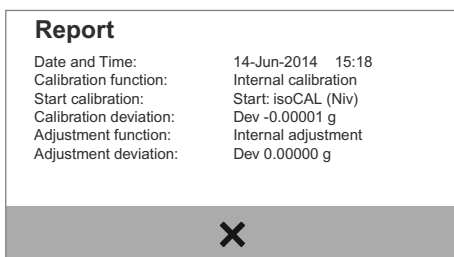 Report
Date and Time: 14-Jun-2014 15:18
Calibration function: Internal calibration
Start calibration: Start: isoCAL (Niv)
Calibration deviation: Dev -0.00001 g
Adjustment function: Internal adjustment
Adjustment deviation: Dev 0.00000 g